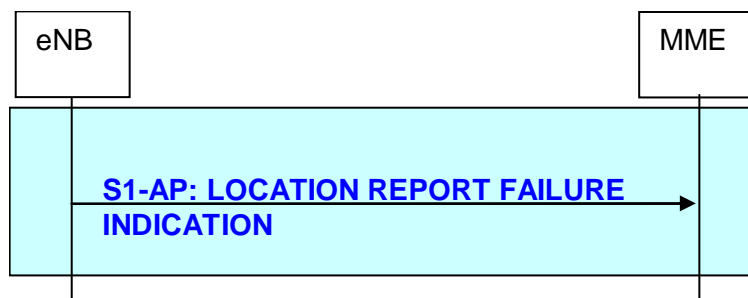 eNB
MME
S1-AP: LOCATION REPORT FAILURE
INDICATION